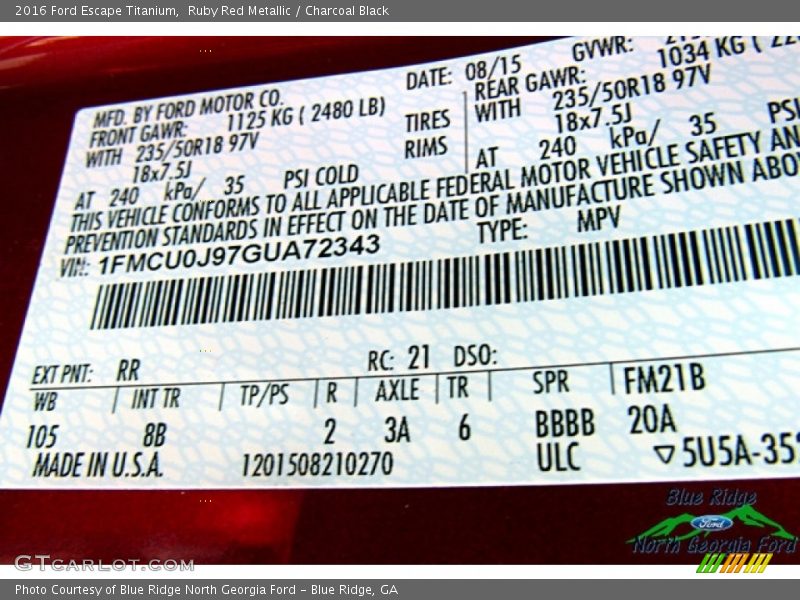 2016 Ford Escape Titanium, Ruby Red Metallic / Charcoal Black
MFD. BY FORD MOTOR CO. DATE: 08/15 GVWR:
FRONT GAWR: 1125 KG ( 2480 LB) REAR GAWR: 1034 KG (
WITH 235/50R18 97V TIRES WITH 235/50R18 97V
18x7.5J RIMS 18x7.5J
AT 240 kPa/ 35 PSI COLD AT 240 kPa/ 35 PSI
THIS VEHICLE CONFORMS TO ALL APPLICABLE FEDERAL MOTOR VEHICLE SAFETY AN
PREVENTION STANDARDS IN EFFECT ON THE DATE OF MANUFACTURE SHOWN ABO
VIN: 1FMCU0J97GUA72343 TYPE: MPV
EXT PNT: RR RC: 21 DSO:
WB INT TR TP/PS R AXLE TR SPR FM21B
105 8B 2 3A 6 BBBB 20A
MADE IN U.S.A. 1201508210270 ULC ▽5U5A-35
Blue Ridge
Ford
North Georgia Ford
GTcarlot.com
Photo Courtesy of Blue Ridge North Georgia Ford – Blue Ridge, GA